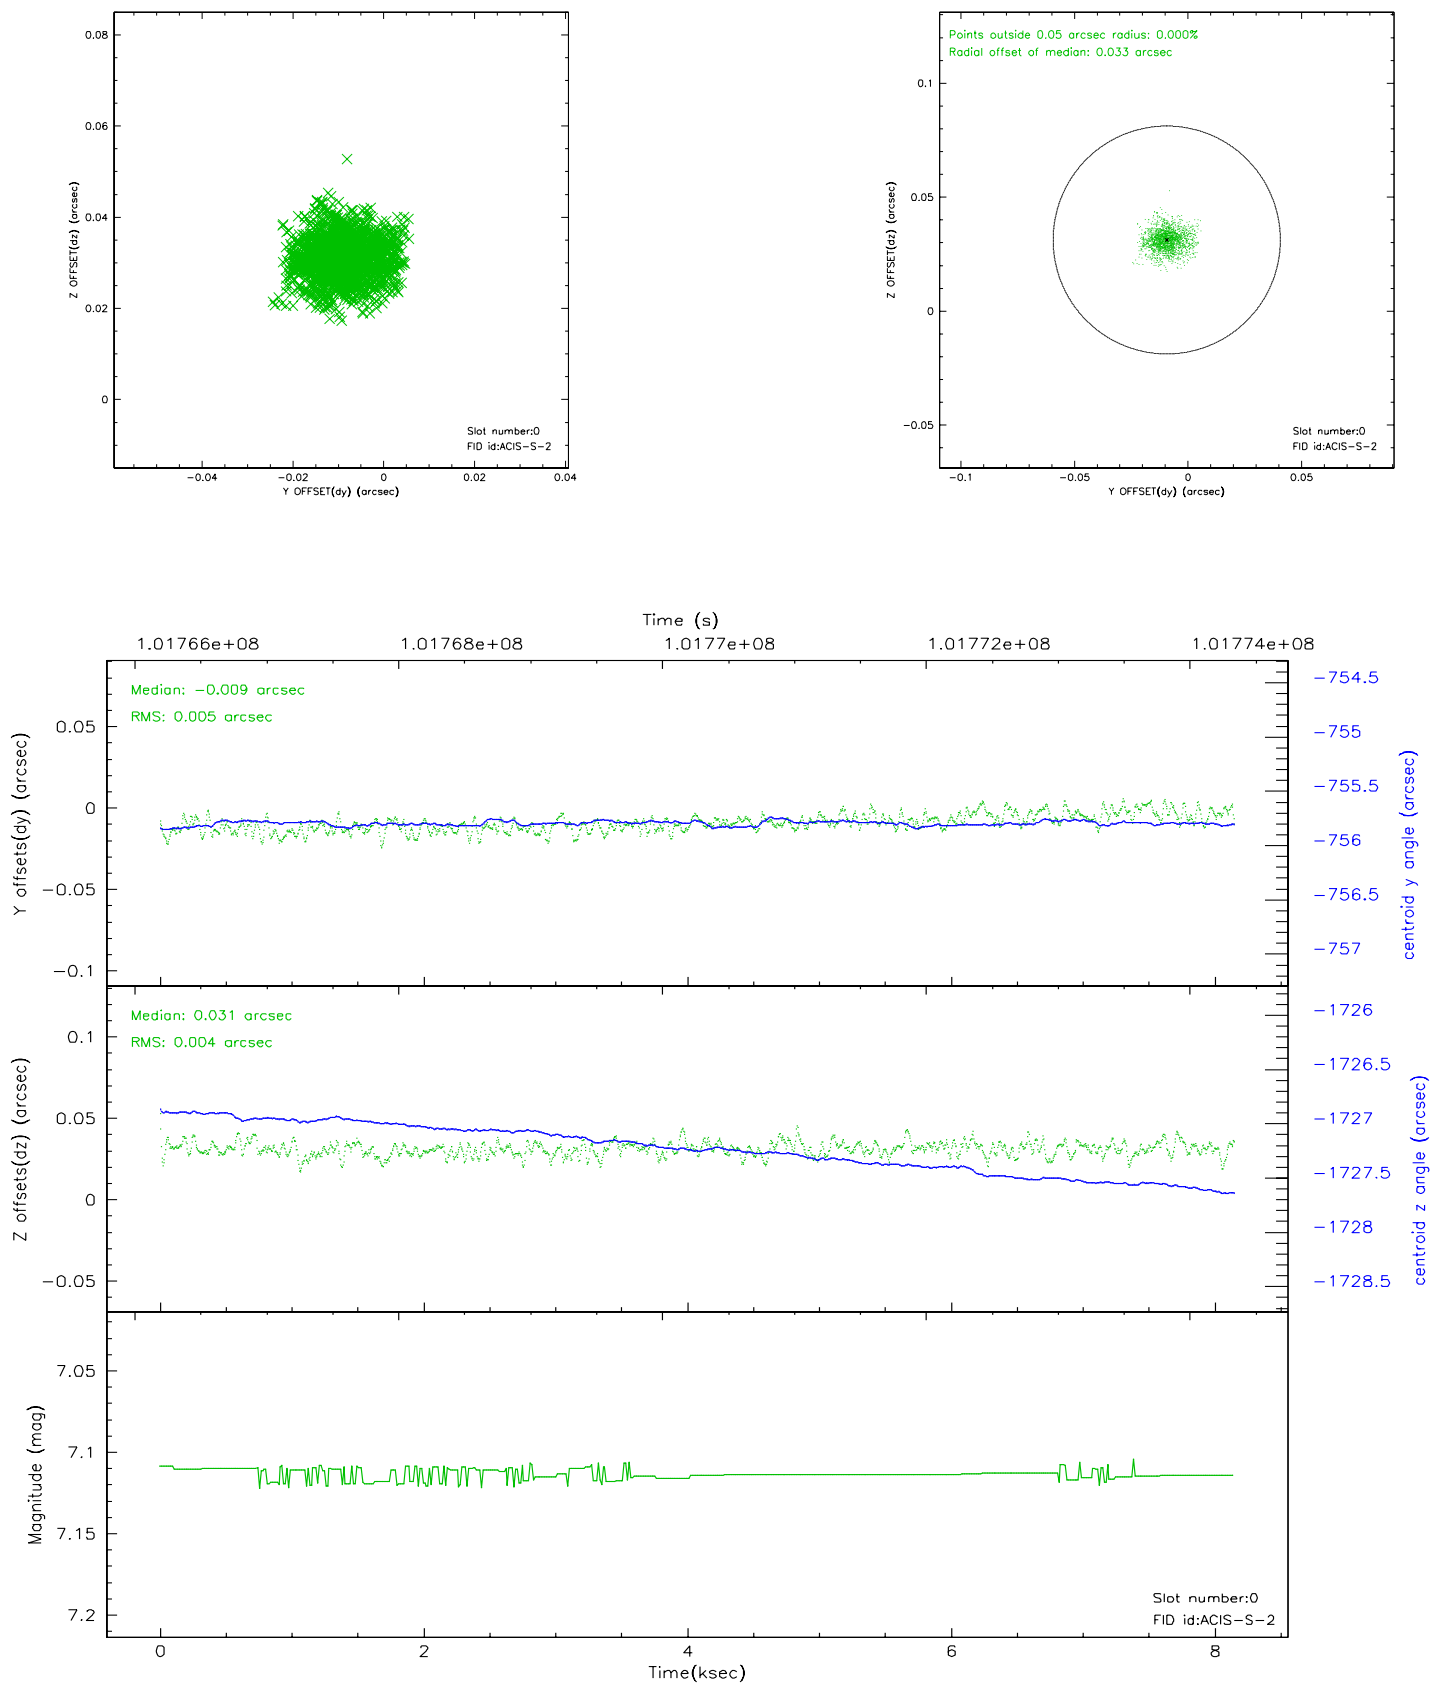 0.08
0.06
0.04
0.02
0
Z OFFSET(dz) (arcsec)
-0.04 -0.02 0 0.02 0.04
Y OFFSET(dy) (arcsec)
Slot number:0
FID id:ACIS-S-2
Points outside 0.05 arcsec radius: 0.000%
Radial offset of median: 0.033 arcsec
0.1
0.05
0
-0.05
Z OFFSET(dz) (arcsec)
-0.1 -0.05 0 0.05
Y OFFSET(dy) (arcsec)
Slot number:0
FID id:ACIS-S-2
Time (s)
1.01766e+08 1.01768e+08 1.0177e+08 1.01772e+08 1.01774e+08
Median: -0.009 arcsec
RMS: 0.005 arcsec
0.05
0
-0.05
-0.1
Y offsets(dy) (arcsec)
-754.5
-755
-755.5
-756
-756.5
-757
centroid y angle (arcsec)
Median: 0.031 arcsec
RMS: 0.004 arcsec
0.1
0.05
0
-0.05
Z offsets(dz) (arcsec)
-1726
-1726.5
-1727
-1727.5
-1728
-1728.5
centroid z angle (arcsec)
7.05
7.1
7.15
7.2
Magnitude (mag)
Slot number:0
FID id:ACIS-S-2
0 2 4 6 8
Time(ksec)